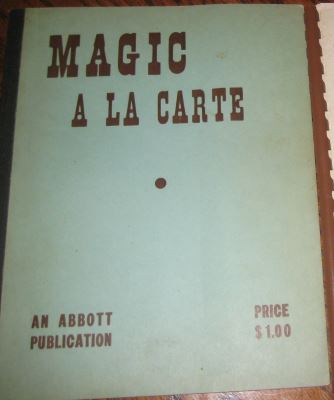 MAGIC
A LA CARTE
AN ABBOTT
PUBLICATION
PRICE
$1.00